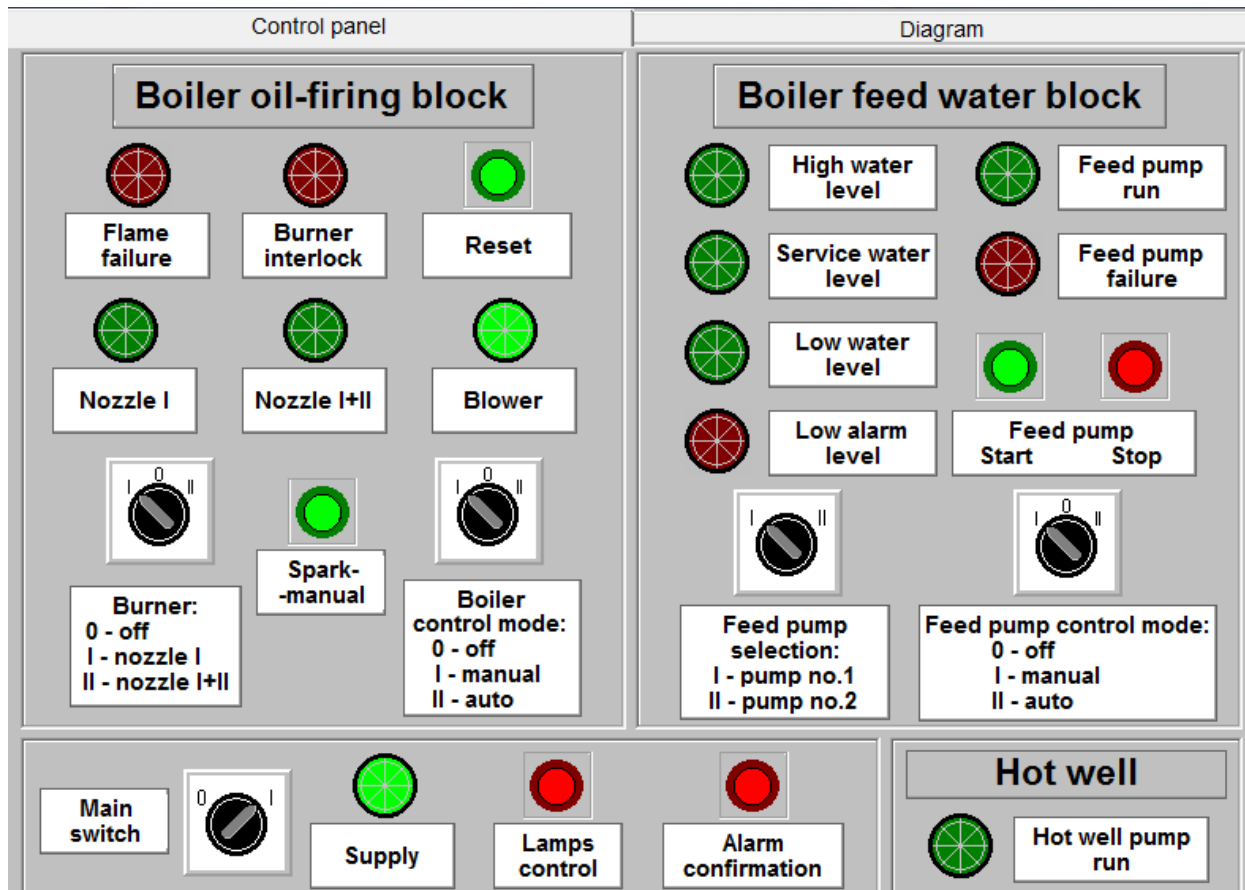 Control panel
Diagram
Boiler oil-firing block
Flame
failure
Burner
interlock
Reset
Nozzle I
Nozzle I+II
Blower
I 0 II
Spark-
-manual
I 0 II
Burner:
0 - off
I - nozzle I
II - nozzle I+II
Boiler
control mode:
0 - off
I - manual
II - auto
Boiler feed water block
High water
level
Feed pump
run
Service water
level
Feed pump
failure
Low water
level
Low alarm
level
Feed pump
Start Stop
I II
I 0 II
Feed pump
selection:
I - pump no.1
II - pump no.2
Feed pump control mode:
0 - off
I - manual
II - auto
Main
switch
0 I
Supply
Lamps
control
Alarm
confirmation
Hot well
Hot well pump
run